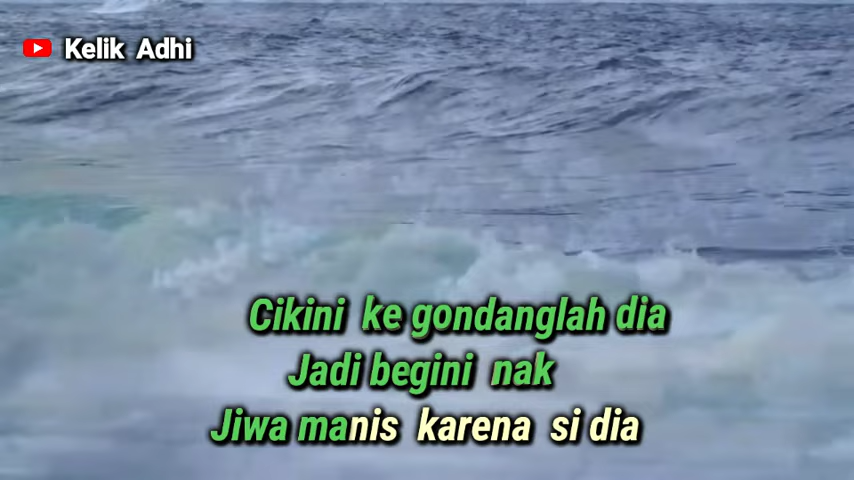 Kelik Adhi
Cikini ke gondanglah dia
Jadi begini nak
Jiwa manis karena si dia